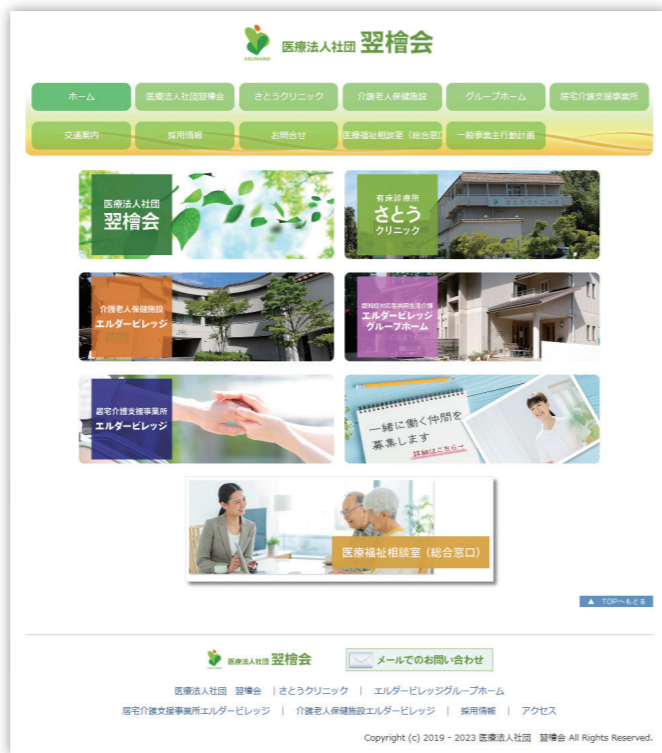 ASUNARO
医療法人社団 翌檜会
ホーム
医療法人社団翌檜会
さとうクリニック
介護老人保健施設
グループホーム
居宅介護支援事業所
交通案内
採用情報
お問合せ
医療福祉相談室（総合窓口
一般事業主行動計画
医療法人社団
翌檜会
有床診療所
さとう
クリニック
さとうクリニック
介護老人保健施設
エルダービレッジ
認知症対応型共同生活介護
エルダービレッジ
グループホーム
居宅介護支援事業所
エルダービレッジ
一緒に働く仲間を
募集します
詳細はこちら→
医療福祉相談室（総合窓口）
▲ TOPへもどる
医療法人社団 翌檜会
メールでのお問い合わせ
医療法人社団　翌檜会　|さとうクリニック　|　エルダービレッジグループホーム
居宅介護支援事業所エルダービレッジ　|　介護老人保健施設エルダービレッジ　|　採用情報　|　アクセス
Copyright (c) 2019 - 2023 医療法人社団　翌檜会 All Rights Reserved.